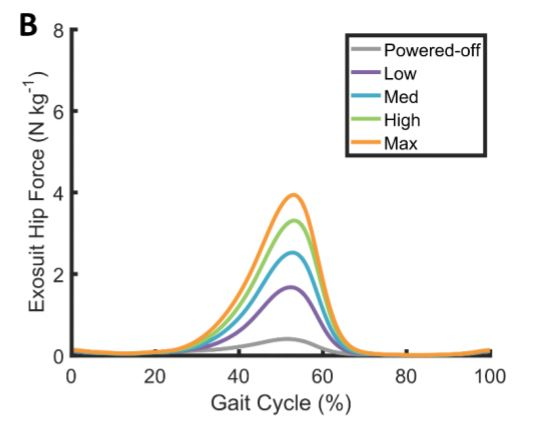 B
8
6
4
2
0
Exosuit Hip Force (N kg⁻¹)
Powered-off
Low
Med
High
Max
0 20 40 60 80 100
Gait Cycle (%)